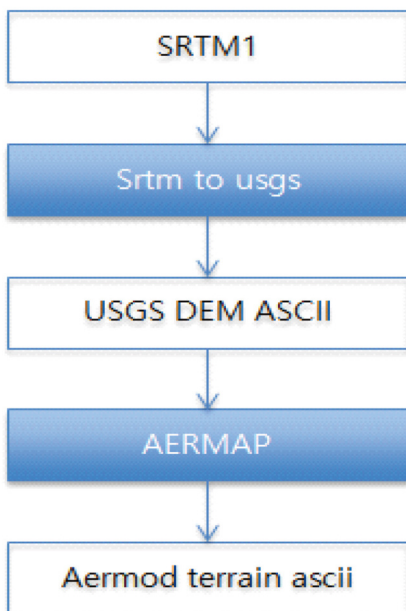 SRTM1
Srtm to usgs
USGS DEM ASCII
AERMAP
Aermod terrain ascii